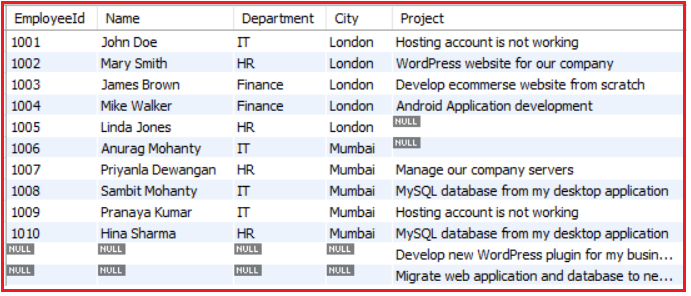 EmployeeId Name Department City Project
1001 John Doe IT London Hosting account is not working
1002 Mary Smith HR London WordPress website for our company
1003 James Brown Finance London Develop ecommerse website from scratch
1004 Mike Walker Finance London Android Application development
1005 Linda Jones HR London NULL
1006 Anurag Mohanty IT Mumbai NULL
1007 Priyanla Dewangan HR Mumbai Manage our company servers
1008 Sambit Mohanty IT Mumbai MySQL database from my desktop application
1009 Pranaya Kumar IT Mumbai Hosting account is not working
1010 Hina Sharma HR Mumbai MySQL database from my desktop application
NULL NULL NULL NULL Develop new WordPress plugin for my busin...
NULL NULL NULL NULL Migrate web application and database to ne...